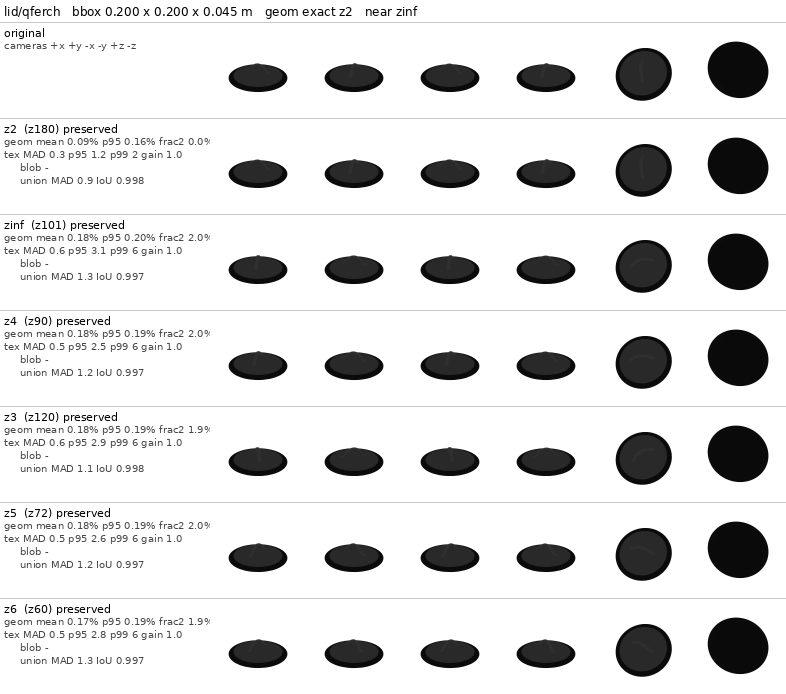 lid/qferch bbox 0.200 x 0.200 x 0.045 m geom exact z2 near zinf
original
cameras +x +y -x -y +z -z
z2 (z180) preserved
geom mean 0.09% p95 0.16% frac2 0.0%
tex MAD 0.3 p95 1.2 p99 2 gain 1.0
blob -
union MAD 0.9 IoU 0.998
zinf (z101) preserved
geom mean 0.18% p95 0.20% frac2 2.0%
tex MAD 0.6 p95 3.1 p99 6 gain 1.0
blob -
union MAD 1.3 IoU 0.997
z4 (z90) preserved
geom mean 0.18% p95 0.19% frac2 2.0%
tex MAD 0.5 p95 2.5 p99 6 gain 1.0
blob -
union MAD 1.2 IoU 0.997
z3 (z120) preserved
geom mean 0.18% p95 0.19% frac2 1.9%
tex MAD 0.6 p95 2.9 p99 6 gain 1.0
blob -
union MAD 1.1 IoU 0.998
z5 (z72) preserved
geom mean 0.18% p95 0.19% frac2 2.0%
tex MAD 0.5 p95 2.6 p99 6 gain 1.0
blob -
union MAD 1.2 IoU 0.997
z6 (z60) preserved
geom mean 0.17% p95 0.19% frac2 1.9%
tex MAD 0.5 p95 2.8 p99 6 gain 1.0
blob -
union MAD 1.3 IoU 0.997